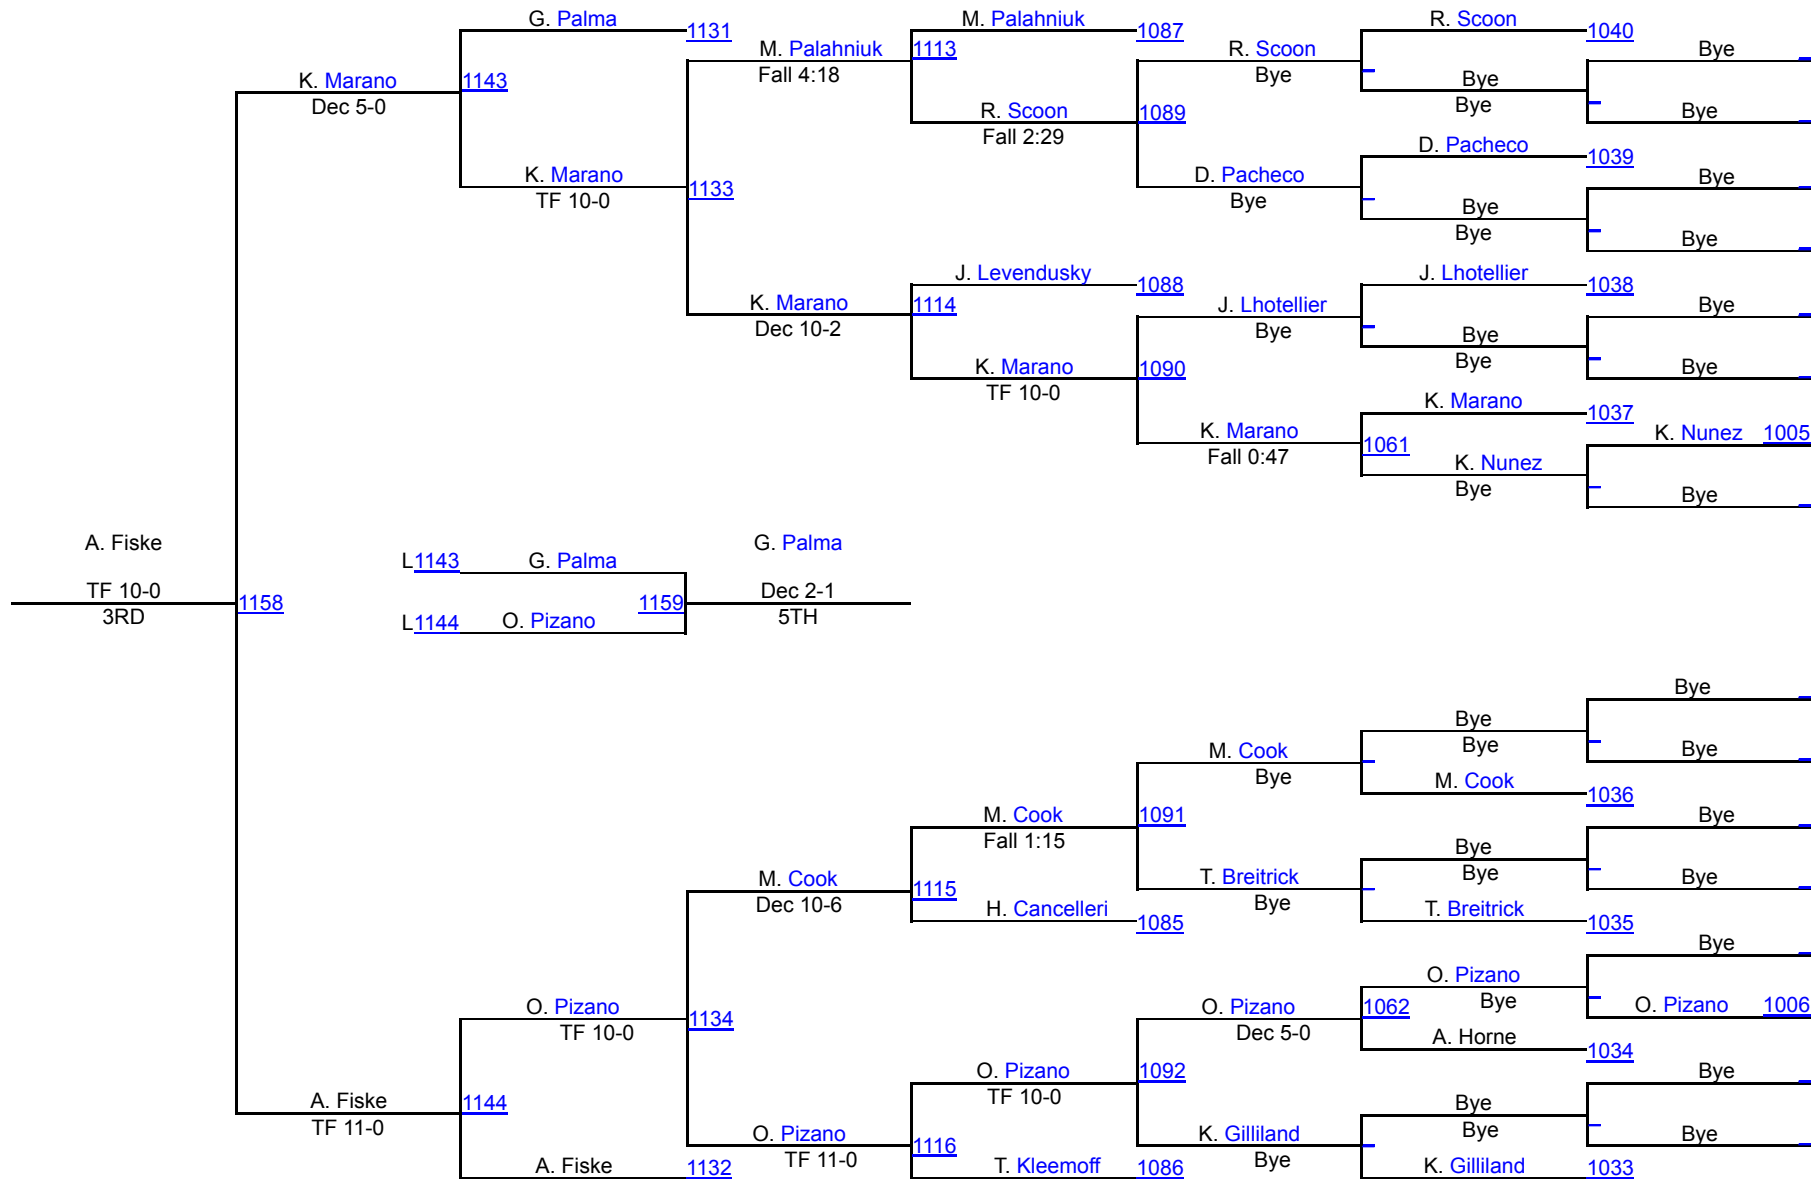 G. Palma 1131
M. Palahniuk 1087
R. Scoon 1040
M. Palahniuk 1113
Fall 4:18
R. Scoon
Bye
Bye
K. Marano 1143
Dec 5-0
Bye
Bye
R. Scoon 1089
Fall 2:29
Bye
D. Pacheco 1039
K. Marano 1133
TF 10-0
D. Pacheco
Bye
Bye
Bye
Bye
Bye
J. Levendusky 1088
J. Lhotellier 1038
K. Marano 1114
Dec 10-2
J. Lhotellier
Bye
Bye
Bye
Bye
K. Marano 1090
TF 10-0
Bye
K. Marano 1037
K. Marano 1061
Fall 0:47
K. Nunez 1005
K. Nunez
Bye
Bye
A. Fiske
TF 10-0
3RD
1158
L1143 G. Palma
G. Palma
1159
Dec 2-1
5TH
L1144 O. Pizano
Bye
Bye
Bye
M. Cook
Bye
Bye
M. Cook 1036
M. Cook 1091
Fall 1:15
Bye
Bye
Bye
M. Cook 1115
Dec 10-6
T. Breitrick
Bye
Bye
H. Cancelleri 1085
T. Breitrick 1035
Bye
O. Pizano 1134
TF 10-0
O. Pizano 1062
Dec 5-0
O. Pizano
Bye
O. Pizano 1006
A. Horne 1034
O. Pizano 1092
TF 10-0
Bye
A. Fiske 1144
TF 11-0
Bye
Bye
O. Pizano 1116
TF 11-0
K. Gilliland
Bye
Bye
A. Fiske 1132
T. Kleemoff 1086
K. Gilliland 1033